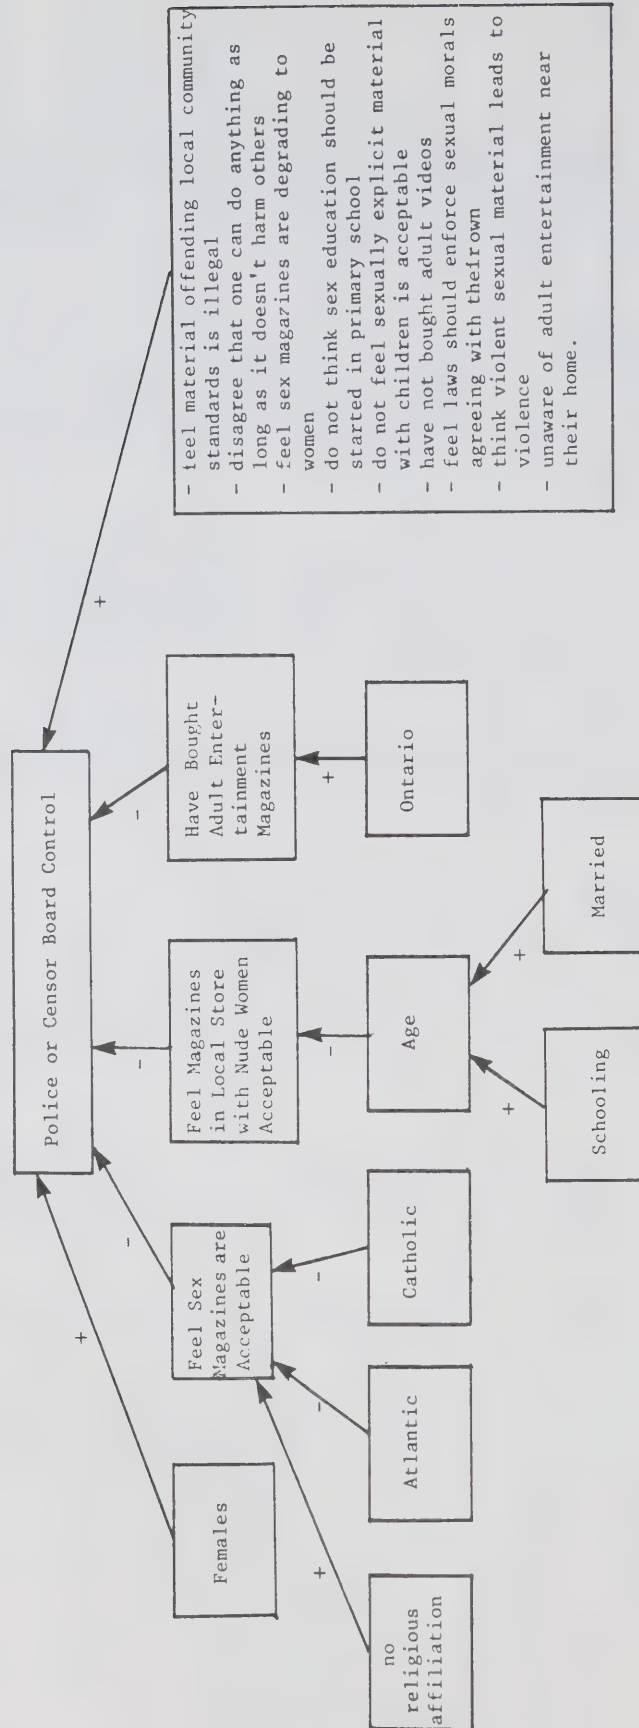 Police or Censor Board Control
+
-
-
-
+
Females
Feel Sex
Magazines are
Acceptable
Feel Magazines
in Local Store
with Nude Women
Acceptable
Have Bought
Adult Enter-
tainment
Magazines
- feel material offending local community
standards is illegal
- disagree that one can do anything as
long as it doesn't harm others
- feel sex magazines are degrading to
women
- do not think sex education should be
started in primary school
- do not feel sexually explicit material
with children is acceptable
- have not bought adult videos
- feel laws should enforce sexual morals
agreeing with theirown
- think violent sexual material leads to
violence
- unaware of adult entertainment near
their home.
+
-
-
-
+
no
religious
affiliation
Atlantic
Catholic
Age
Ontario
+
+
Schooling
Married